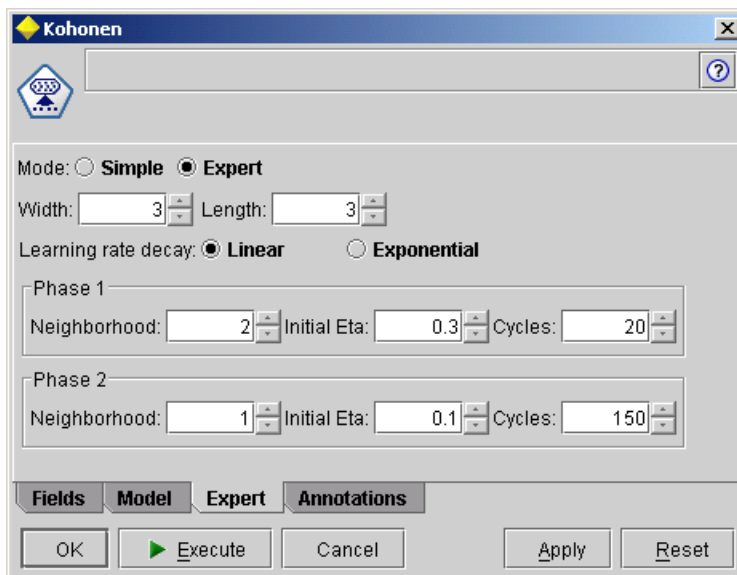 Kohonen
Mode: Simple Expert
Width: 3 Length: 3
Learning rate decay: Linear Exponential
Phase 1
Neighborhood: 2 Initial Eta: 0.3 Cycles: 20
Phase 2
Neighborhood: 1 Initial Eta: 0.1 Cycles: 150
Fields Model Expert Annotations
OK Execute Cancel Apply Reset